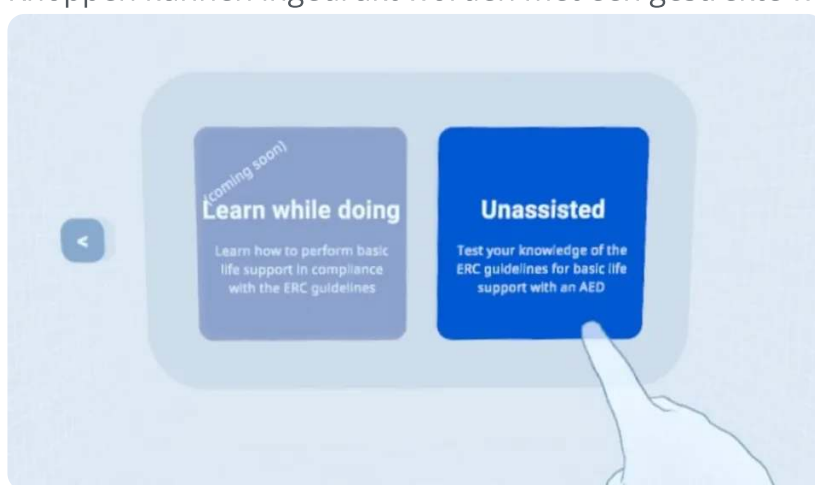 (coming soon)
Learn while doing
Learn how to perform basic
life support in compliance
with the ERC guidelines
<
Unassisted
Test your knowledge of the
ERC guidelines for basic life
support with an AED